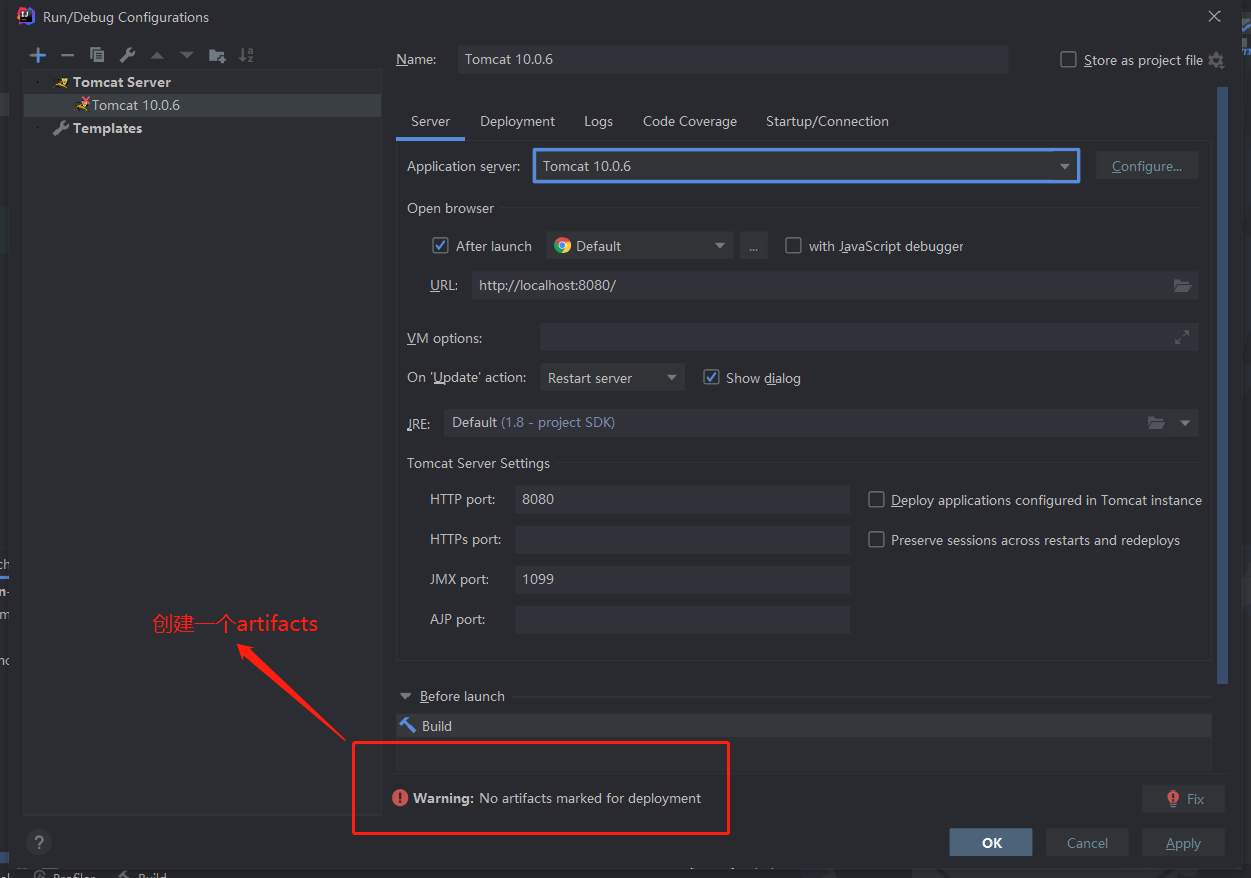 Run/Debug Configurations
Tomcat Server
Tomcat 10.0.6
Templates
Name: Tomcat 10.0.6 Store as project file
Server Deployment Logs Code Coverage Startup/Connection
Application server: Tomcat 10.0.6 Configure...
Open browser
After launch Default ... with JavaScript debugger
URL: http://localhost:8080/
VM options:
On 'Update' action: Restart server Show dialog
JRE: Default (1.8 - project SDK)
Tomcat Server Settings
HTTP port: 8080 Deploy applications configured in Tomcat instance
HTTPs port: Preserve sessions across restarts and redeploys
JMX port: 1099
AJP port:
创建一个artifacts
Before launch
Build
Warning: No artifacts marked for deployment
Fix
? OK Cancel Apply
Profiler Build